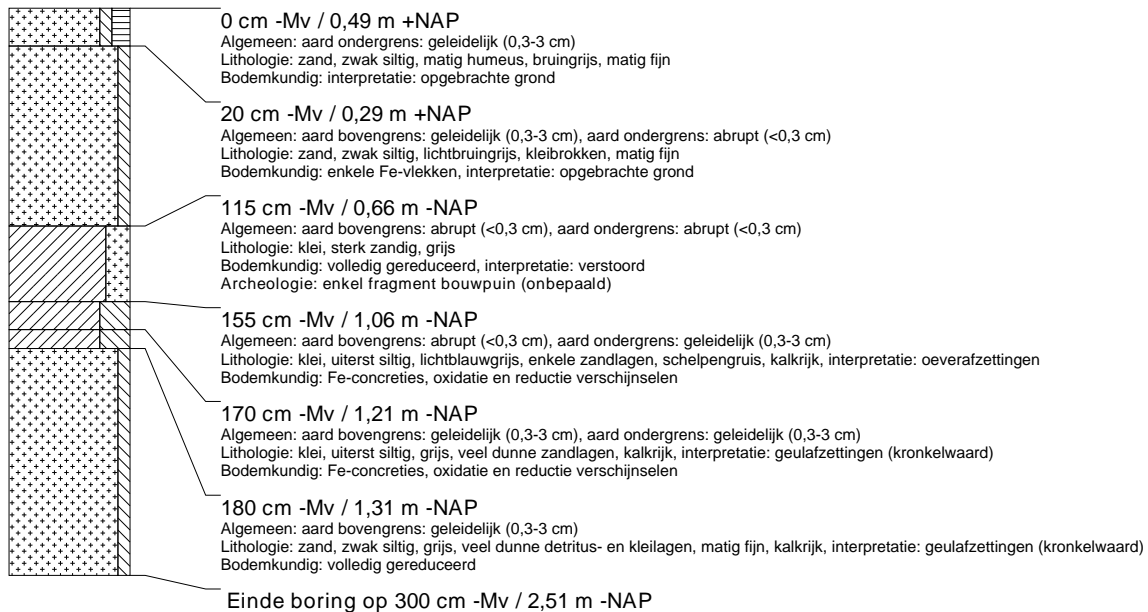 0 cm -Mv / 0,49 m +NAP
Algemeen: aard ondergrens: geleidelijk (0,3-3 cm)
Lithologie: zand, zwak siltig, matig humeus, bruingrijs, matig fijn
Bodemkundig: interpretatie: opgebrachte grond
20 cm -Mv / 0,29 m +NAP
Algemeen: aard bovengrens: geleidelijk (0,3-3 cm), aard ondergrens: abrupt (<0,3 cm)
Lithologie: zand, zwak siltig, lichtbruingrijs, kleibrokken, matig fijn
Bodemkundig: enkele Fe-vlekken, interpretatie: opgebrachte grond
115 cm -Mv / 0,66 m -NAP
Algemeen: aard bovengrens: abrupt (<0,3 cm), aard ondergrens: abrupt (<0,3 cm)
Lithologie: klei, sterk zandig, grijs
Bodemkundig: volledig gereduceerd, interpretatie: verstoord
Archeologie: enkel fragment bouwpuin (onbepaald)
155 cm -Mv / 1,06 m -NAP
Algemeen: aard bovengrens: abrupt (<0,3 cm), aard ondergrens: geleidelijk (0,3-3 cm)
Lithologie: klei, uiterst siltig, lichtblauwgrijs, enkele zandlagen, schelpengruis, kalkrijk, interpretatie: oeverafzettingen
Bodemkundig: Fe-concreties, oxidatie en reductie verschijnselen
170 cm -Mv / 1,21 m -NAP
Algemeen: aard bovengrens: geleidelijk (0,3-3 cm), aard ondergrens: geleidelijk (0,3-3 cm)
Lithologie: klei, uiterst siltig, grijs, veel dunne zandlagen, kalkrijk, interpretatie: geulafzettingen (kronkelwaard)
Bodemkundig: Fe-concreties, oxidatie en reductie verschijnselen
180 cm -Mv / 1,31 m -NAP
Algemeen: aard bovengrens: geleidelijk (0,3-3 cm)
Lithologie: zand, zwak siltig, grijs, veel dunne detritus- en kleilagen, matig fijn, kalkrijk, interpretatie: geulafzettingen (kronkelwaard)
Bodemkundig: volledig gereduceerd
Einde boring op 300 cm -Mv / 2,51 m -NAP